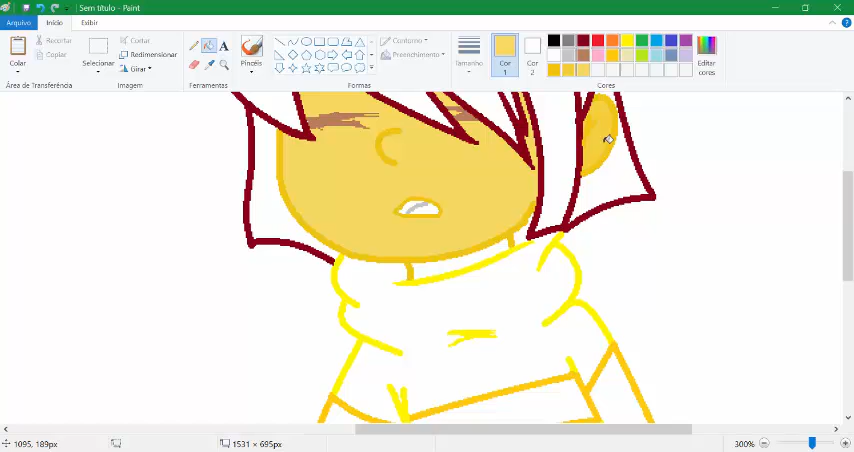 Sem título - Paint
Arquivo Início Exibir
Colar
Recortar
Copiar
Área de Transferência
Selecionar
Cortar
Redimensionar
Girar
Imagem
A
Ferramentas
Pincéis
Contorno
Preenchimento
Formas
Tamanho
Cor
1
Cor
2
Editar
cores
Cores
1095, 189px
1531 × 695px
300%